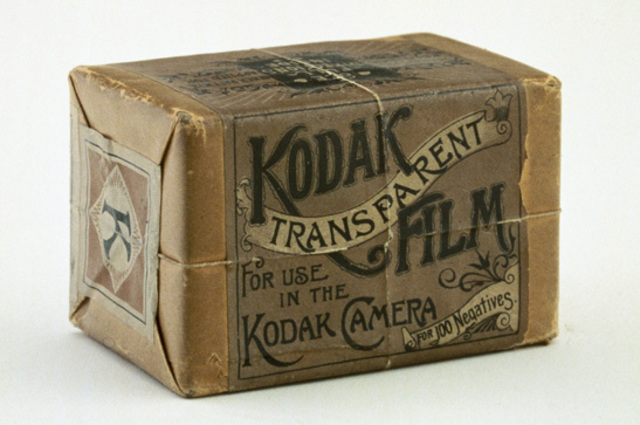 KODAK
TRANSPARENT
FILM
FOR USE
IN THE
KODAK CAMERA
FOR 100 Negatives.
K